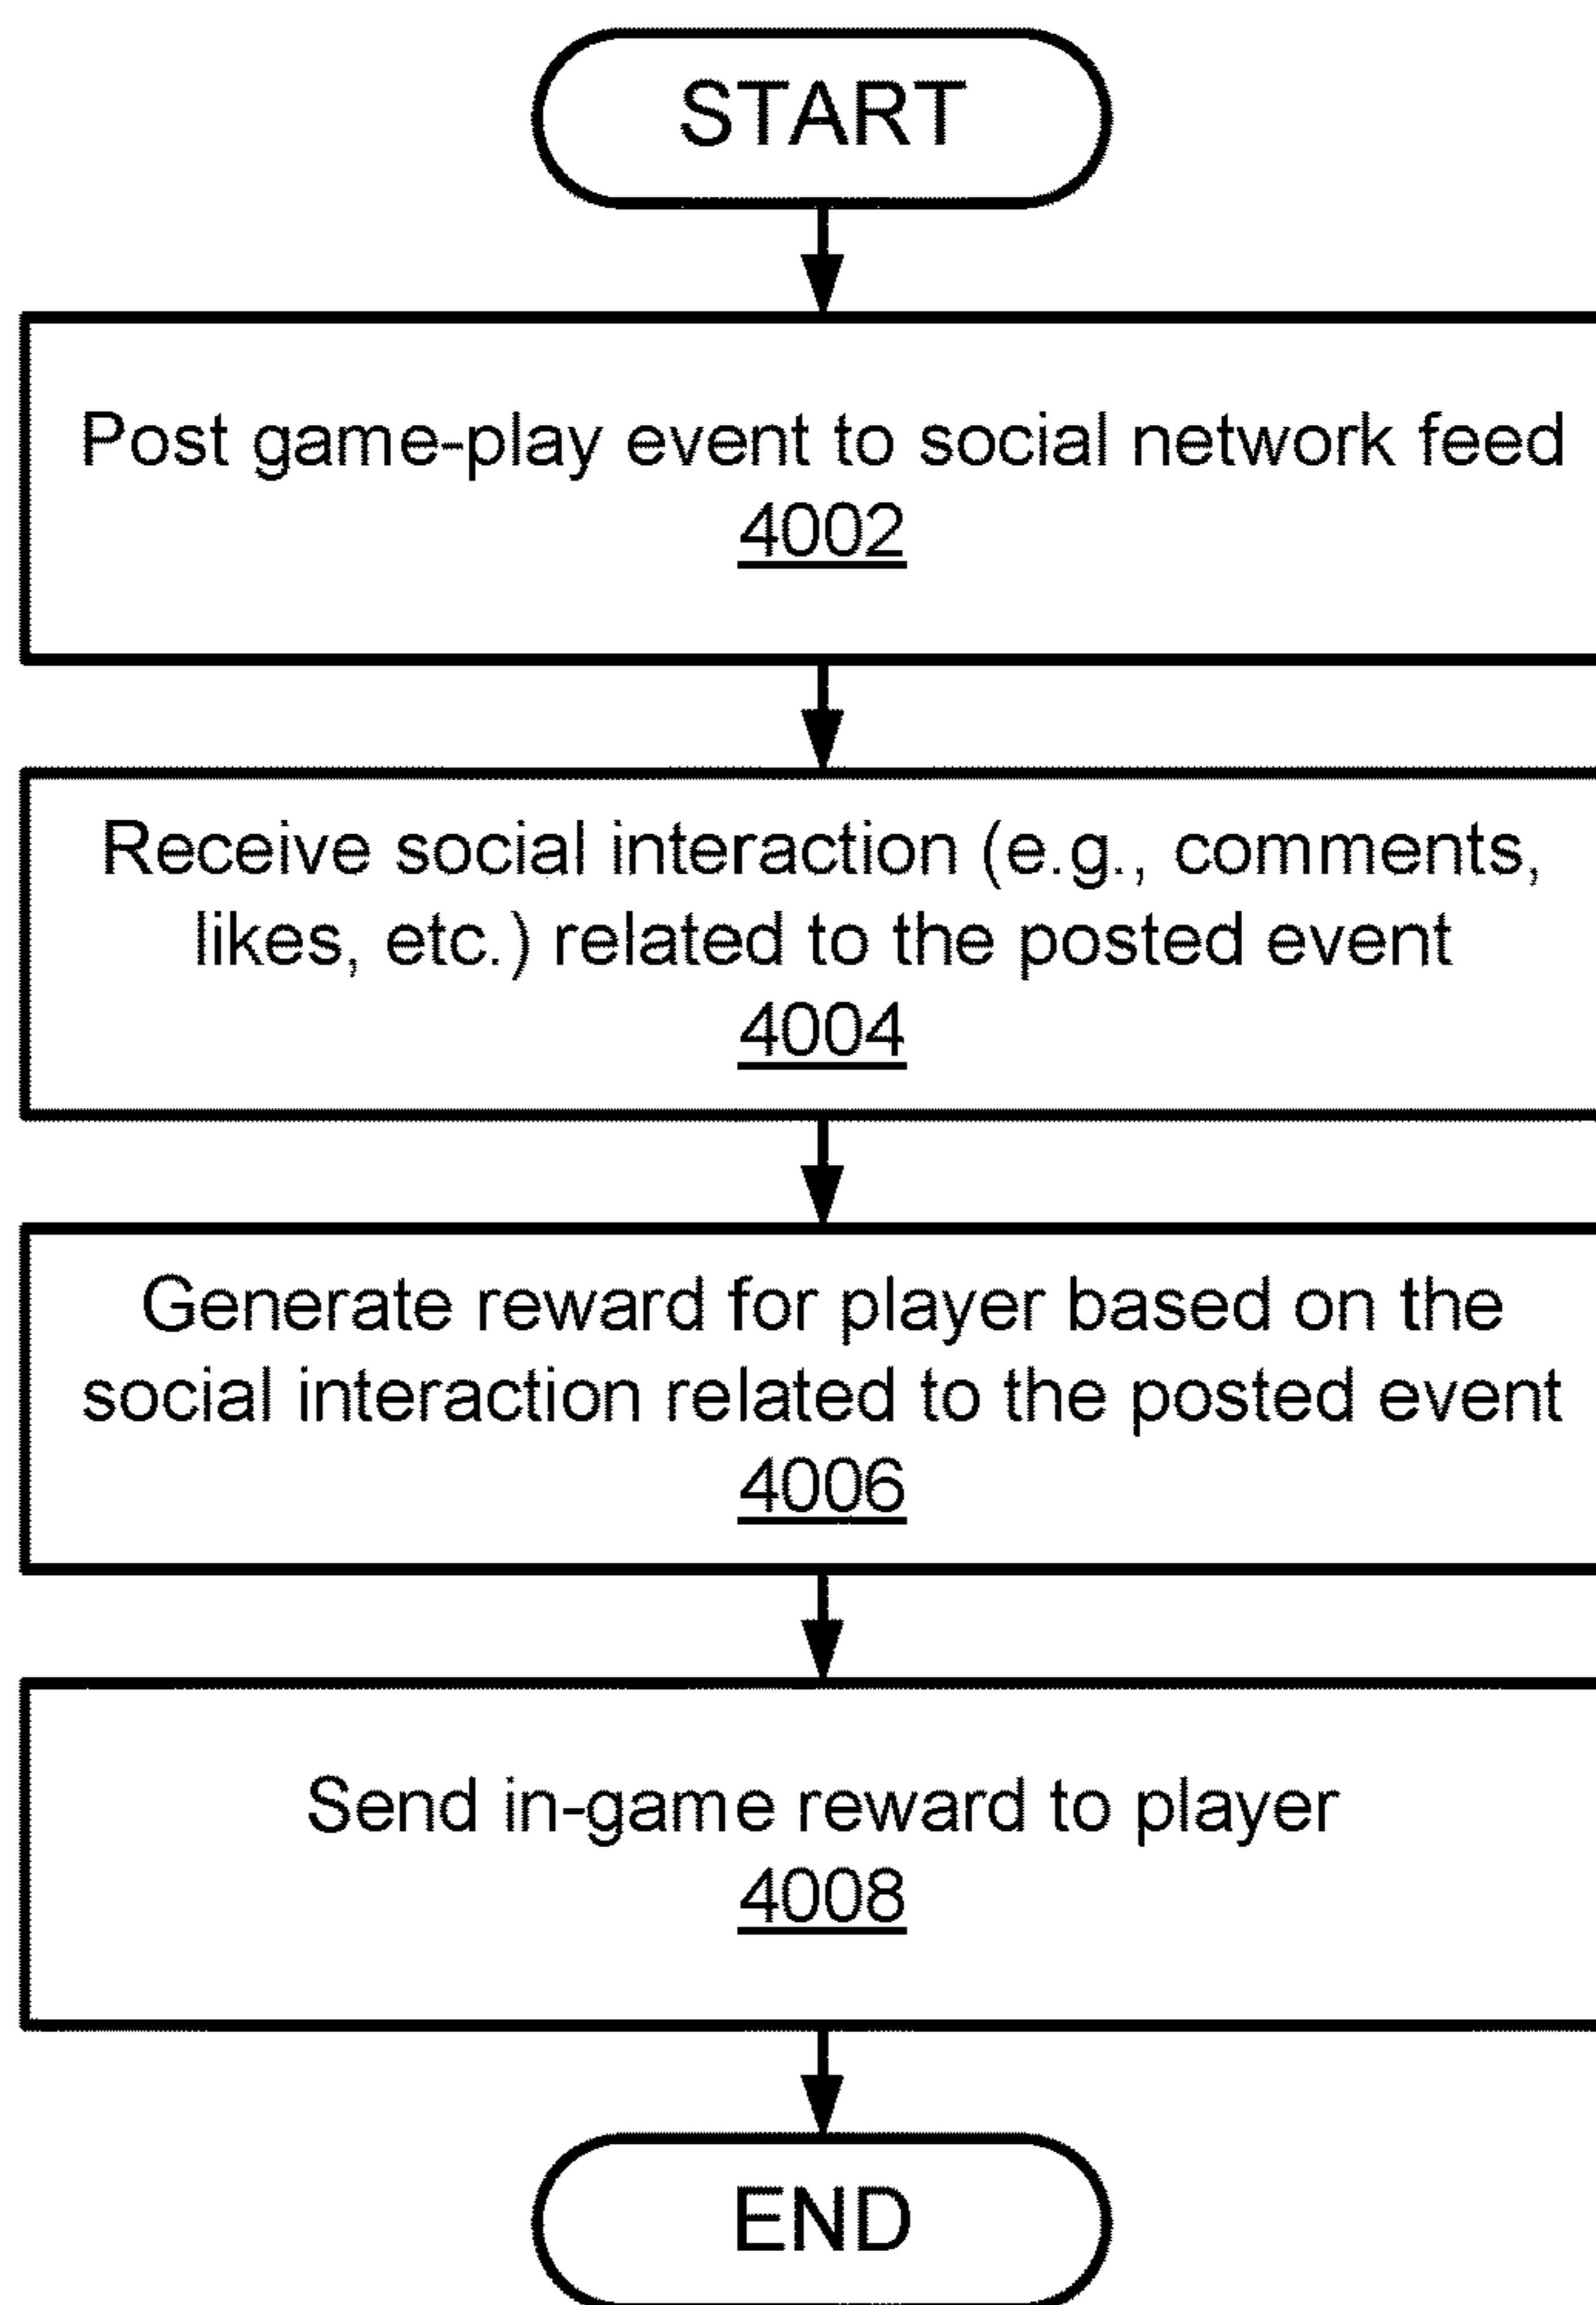 START
Post game-play event to social network feed
4002
Receive social interaction (e.g., comments,
likes, etc.) related to the posted event
4004
Generate reward for player based on the
social interaction related to the posted event
4006
Send in-game reward to player
4008
END